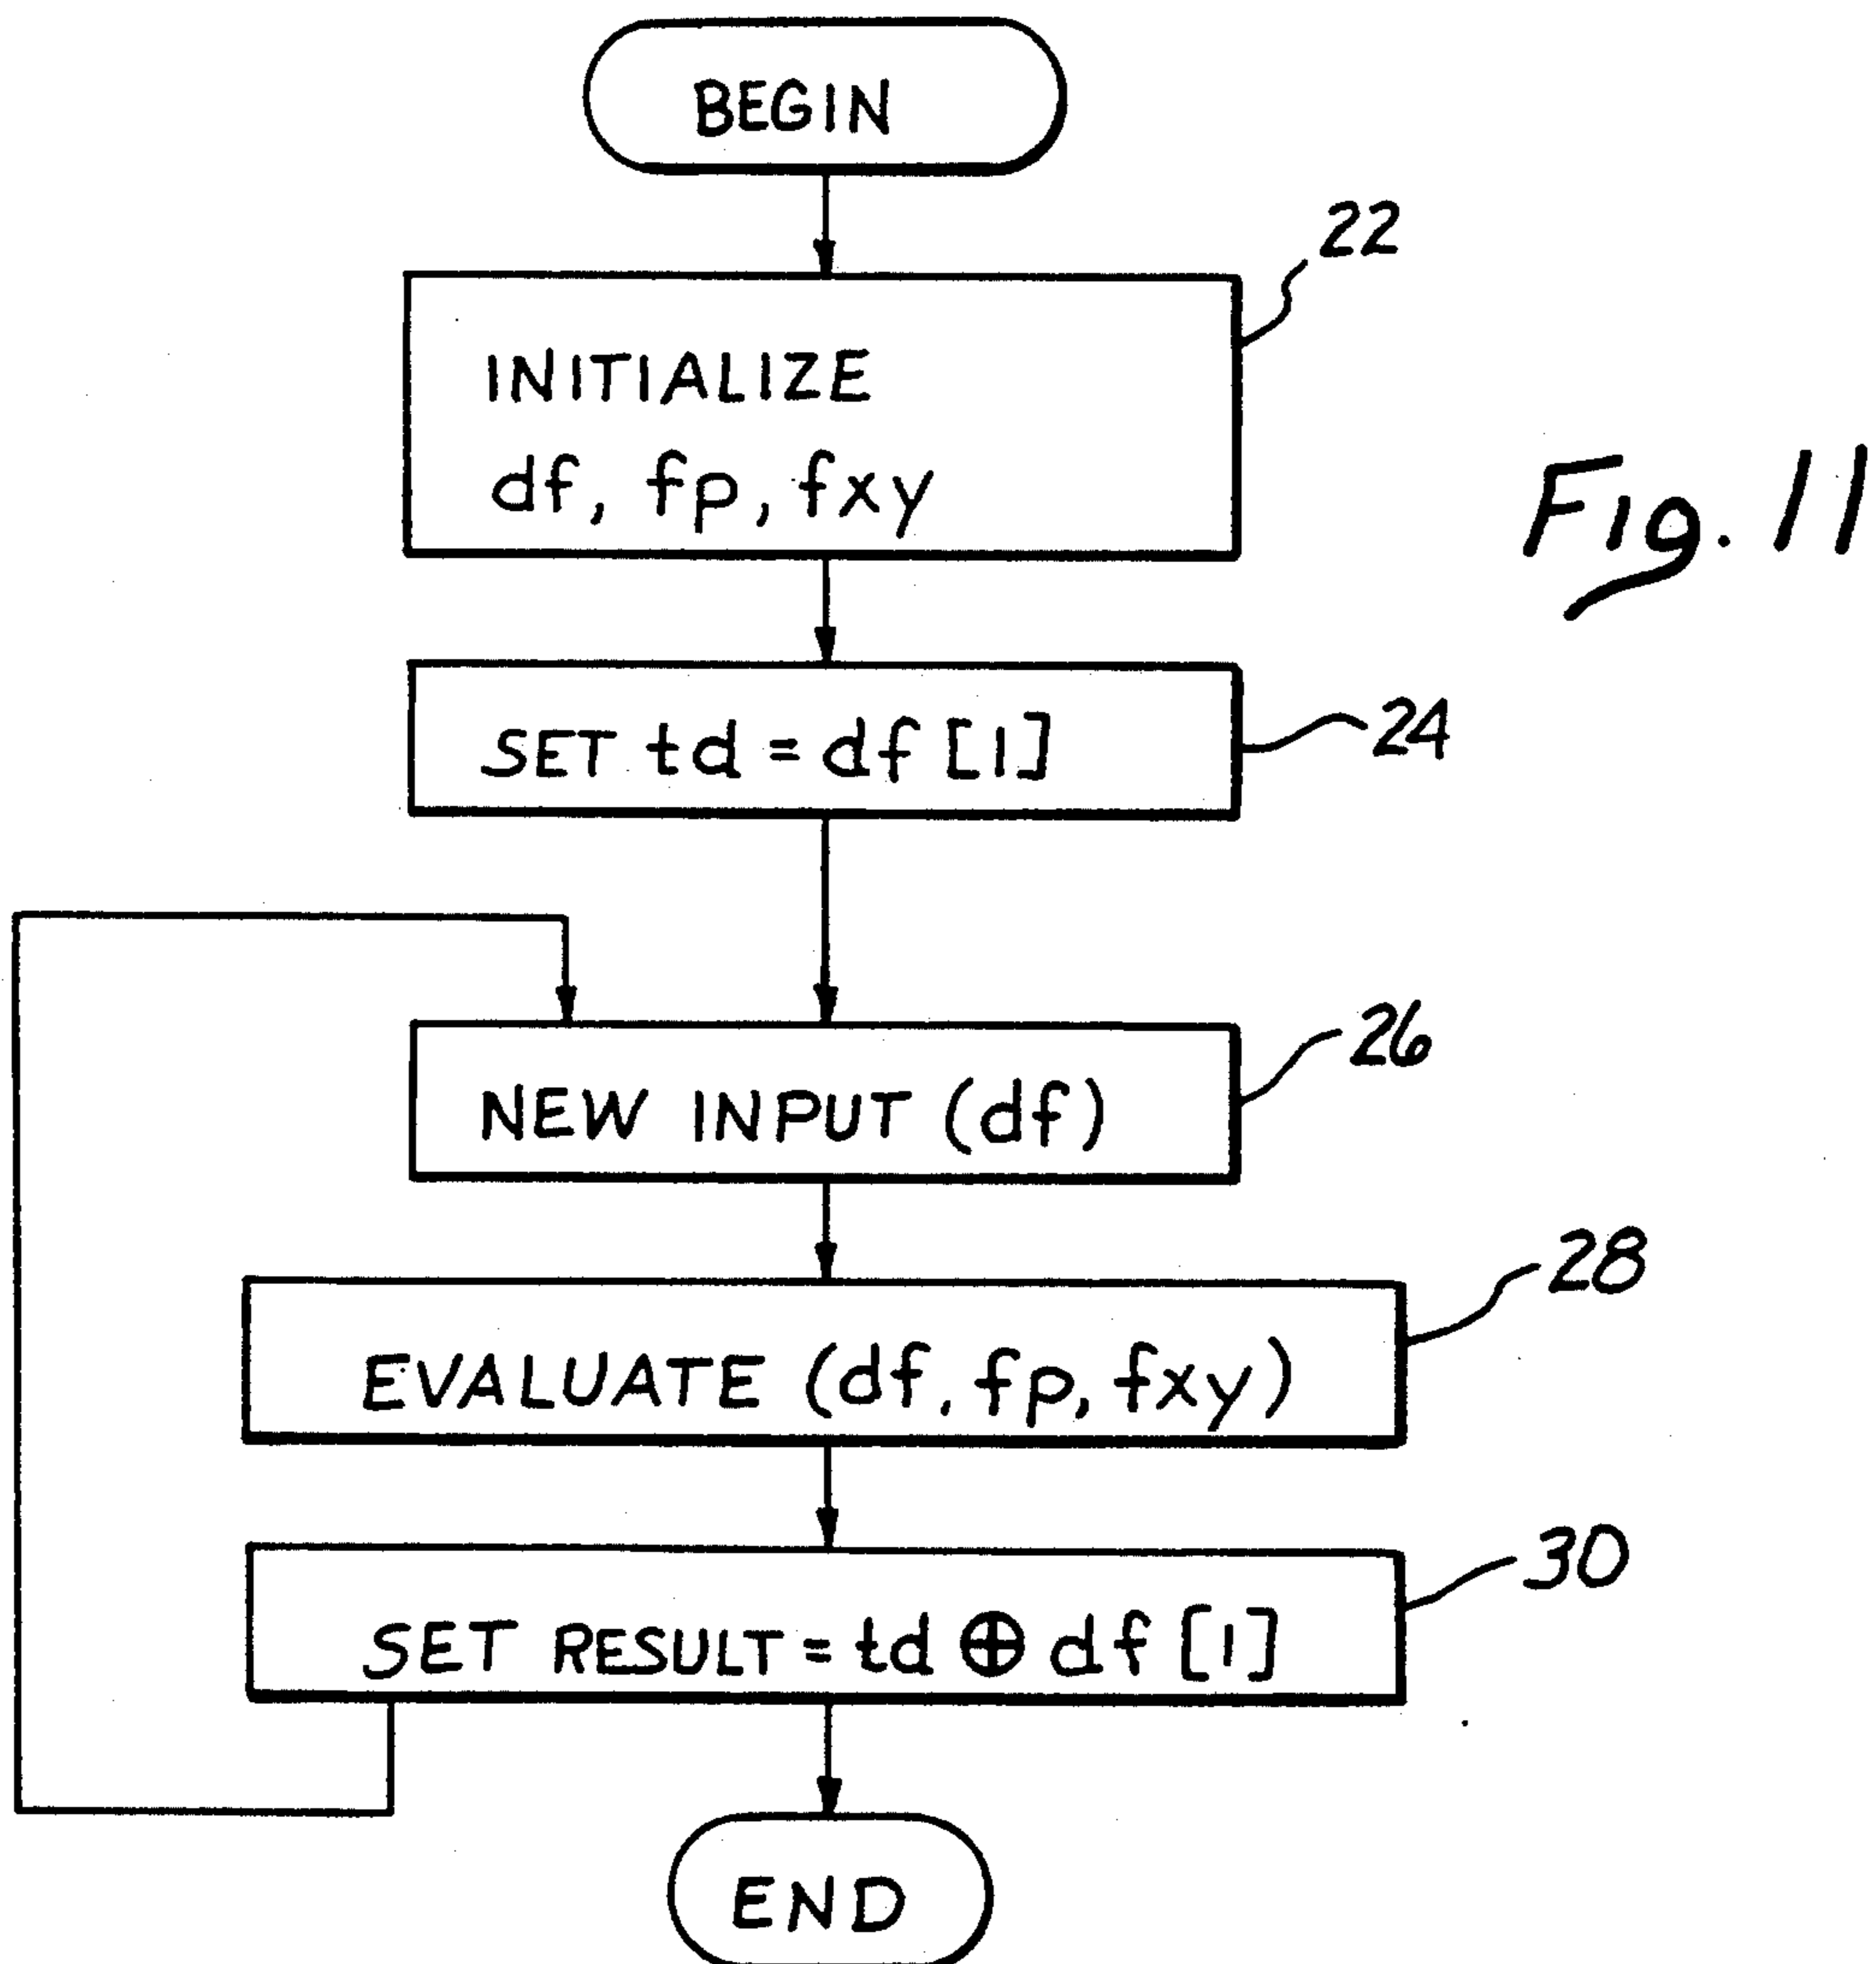 BEGIN
22
INITIALIZE
df, fp, fxy
Fig. 11
SET td = df [1]
24
NEW INPUT (df)
26
EVALUATE (df, fp, fxy)
28
SET RESULT = td ⊕ df [1]
30
END